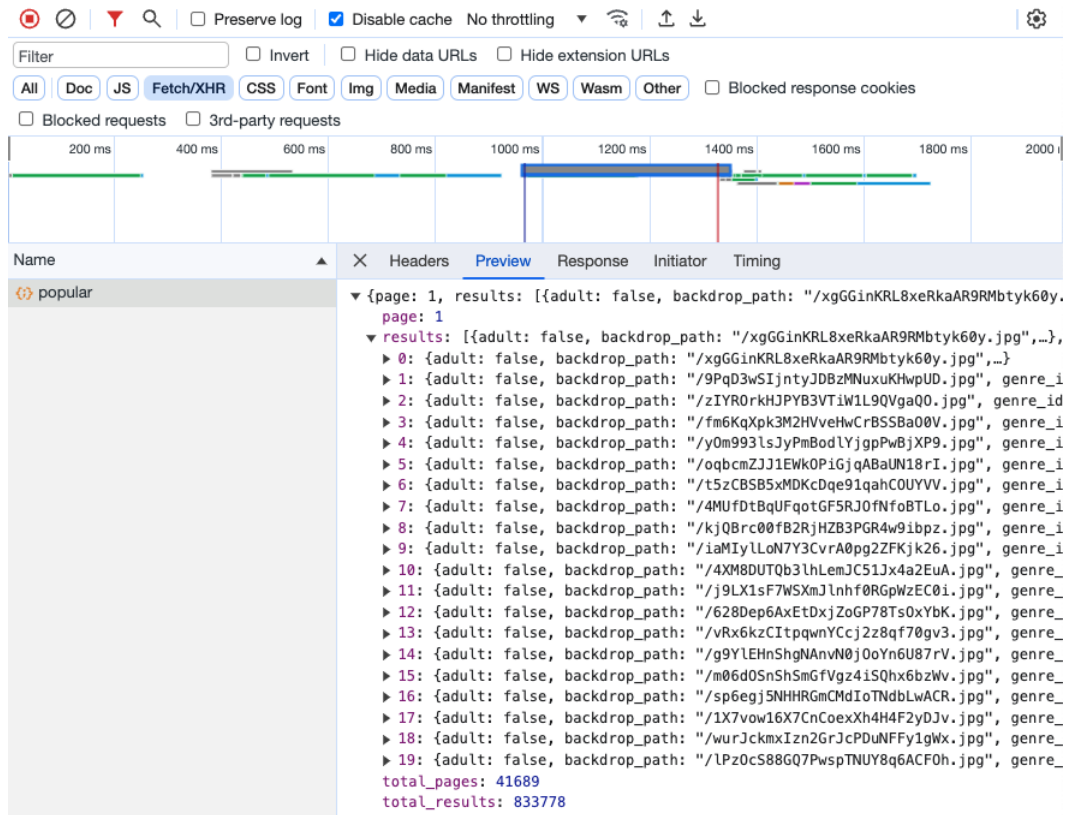 Preserve log Disable cache No throttling
Filter Invert Hide data URLs Hide extension URLs
All Doc JS Fetch/XHR CSS Font Img Media Manifest WS Wasm Other Blocked response cookies
Blocked requests 3rd-party requests
200 ms 400 ms 600 ms 800 ms 1000 ms 1200 ms 1400 ms 1600 ms 1800 ms 2000
Name Headers Preview Response Initiator Timing
popular
{page: 1, results: [{adult: false, backdrop_path: "/xgGGinKRL8xeRkaAR9RMbtyk60y.
page: 1
results: [{adult: false, backdrop_path: "/xgGGinKRL8xeRkaAR9RMbtyk60y.jpg",…},
0: {adult: false, backdrop_path: "/xgGGinKRL8xeRkaAR9RMbtyk60y.jpg",…}
1: {adult: false, backdrop_path: "/9PqD3wSIjntyJDBzMNuxuKHwpUD.jpg", genre_i
2: {adult: false, backdrop_path: "/zIYROrkHJPYB3VTiW1L9QVgaQO.jpg", genre_id
3: {adult: false, backdrop_path: "/fm6KqXpk3M2HVveHwCrBSSBaO0V.jpg", genre_i
4: {adult: false, backdrop_path: "/yOm993lsJyPmBodlYjgpPwBjXP9.jpg", genre_i
5: {adult: false, backdrop_path: "/oqbcmZJJ1EWkOPiGjqABaUN18rI.jpg", genre_i
6: {adult: false, backdrop_path: "/t5zCBSB5xMDKcDqe91qahCOUYVV.jpg", genre_i
7: {adult: false, backdrop_path: "/4MUfDtBqUFqotGF5RJOfNfoBTLo.jpg", genre_i
8: {adult: false, backdrop_path: "/kjQBrc00fB2RjHZB3PGR4w9ibpz.jpg", genre_i
9: {adult: false, backdrop_path: "/iaMIylLoN7Y3CvrA0pg2ZFKjk26.jpg", genre_i
10: {adult: false, backdrop_path: "/4XM8DUTQb3lhLemJC51Jx4a2EuA.jpg", genre_
11: {adult: false, backdrop_path: "/j9LX1sF7WSXmJlnhf0RGpWzEC0i.jpg", genre_
12: {adult: false, backdrop_path: "/628Dep6AxEtDxjZoGP78TsOxYbK.jpg", genre_
13: {adult: false, backdrop_path: "/vRx6kzCItpqwnYCcj2z8qf70gv3.jpg", genre_
14: {adult: false, backdrop_path: "/g9YlEHnShgNAnvN0jOoYn6U87rV.jpg", genre_
15: {adult: false, backdrop_path: "/m06dOSnShSmGfVgz4iSQhx6bzWv.jpg", genre_
16: {adult: false, backdrop_path: "/sp6egj5NHHRGmCMdIoTNdbLwACR.jpg", genre_
17: {adult: false, backdrop_path: "/1X7vow16X7CnCoexXh4H4F2yDJv.jpg", genre_
18: {adult: false, backdrop_path: "/wurJckmxIzn2GrJcPDuNFFy1gWx.jpg", genre_
19: {adult: false, backdrop_path: "/lPzOcS88GQ7PwspTNUY8q6ACFOh.jpg", genre_
total_pages: 41689
total_results: 833778